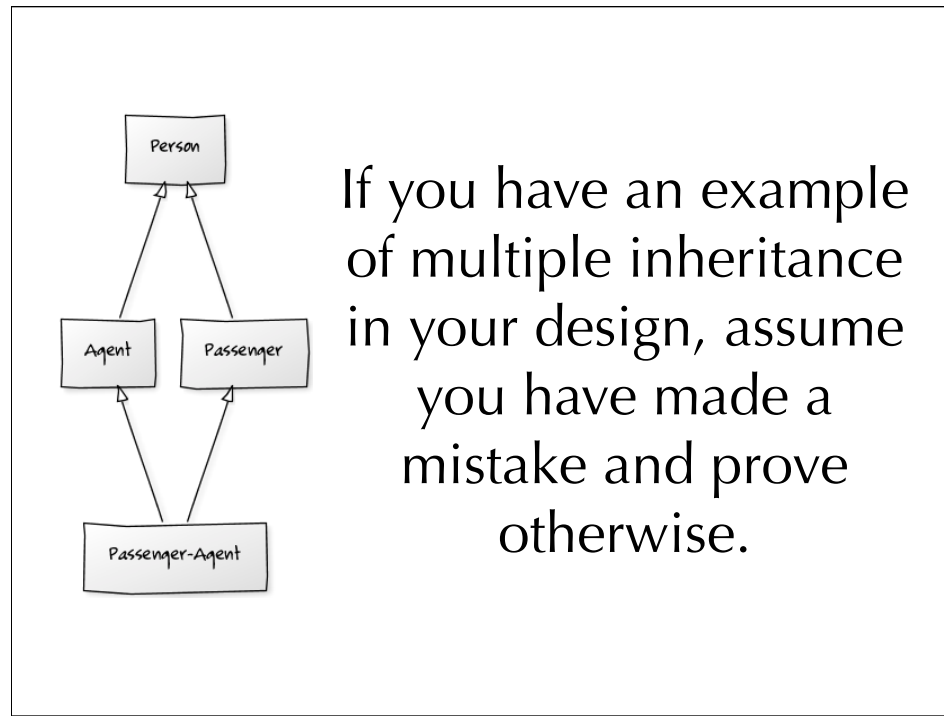 Person
Agent
Passenger
Passenger-Agent
If you have an example
of multiple inheritance
in your design, assume
you have made a
mistake and prove
otherwise.